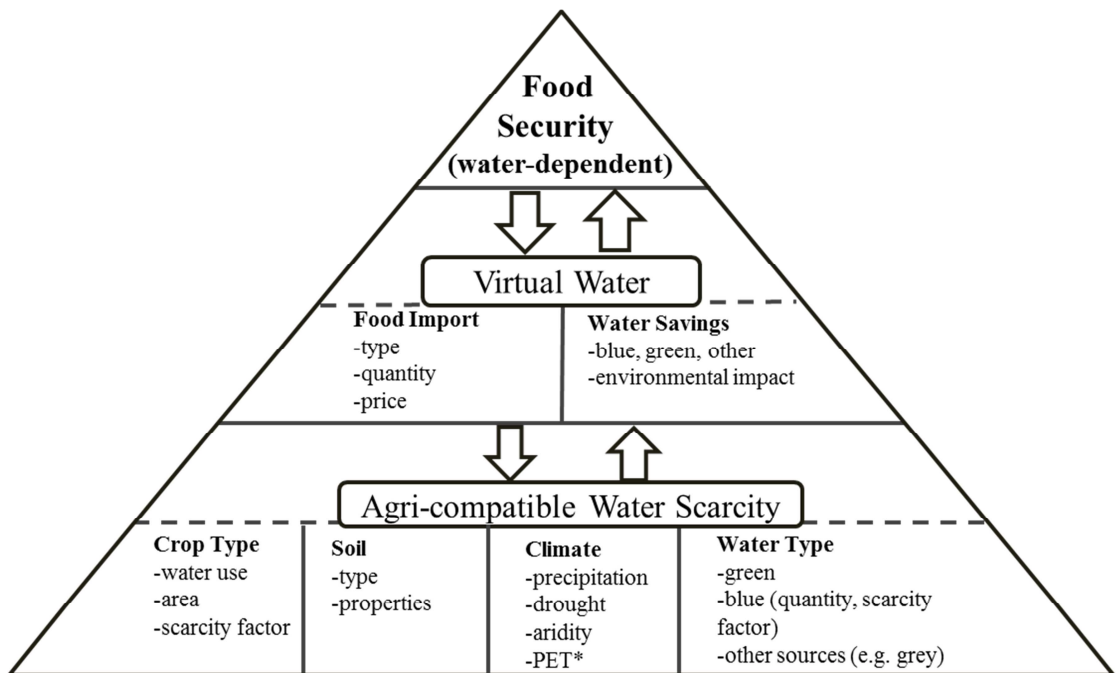 Food
Security
(water-dependent)
Virtual Water
Food Import
-type
-quantity
-price
Water Savings
-blue, green, other
-environmental impact
Agri-compatible Water Scarcity
Crop Type
-water use
-area
-scarcity factor
Soil
-type
-properties
Climate
-precipitation
-drought
-aridity
-PET*
Water Type
-green
-blue (quantity, scarcity
factor)
-other sources (e.g. grey)